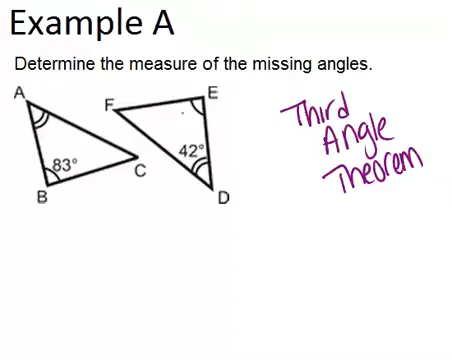 Example A
Determine the measure of the missing angles.
A
F
E
Third
Angle
Theorem
83°
C
42°
B
D